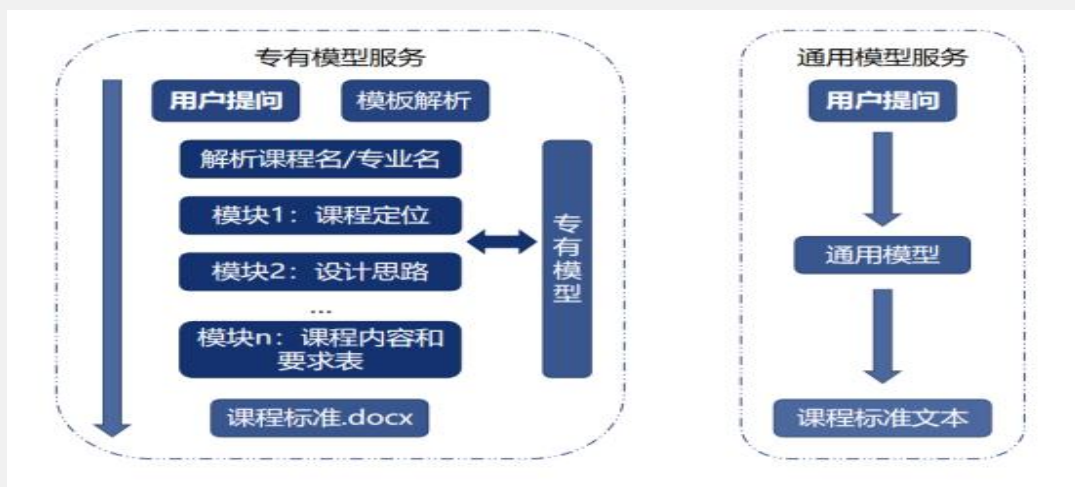 专有模型服务
用户提问
模板解析
解析课程名/专业名
模块1：课程定位
模块2：设计思路
...
模块n：课程内容和
要求表
专有模型
课程标准.docx
通用模型服务
用户提问
通用模型
课程标准文本